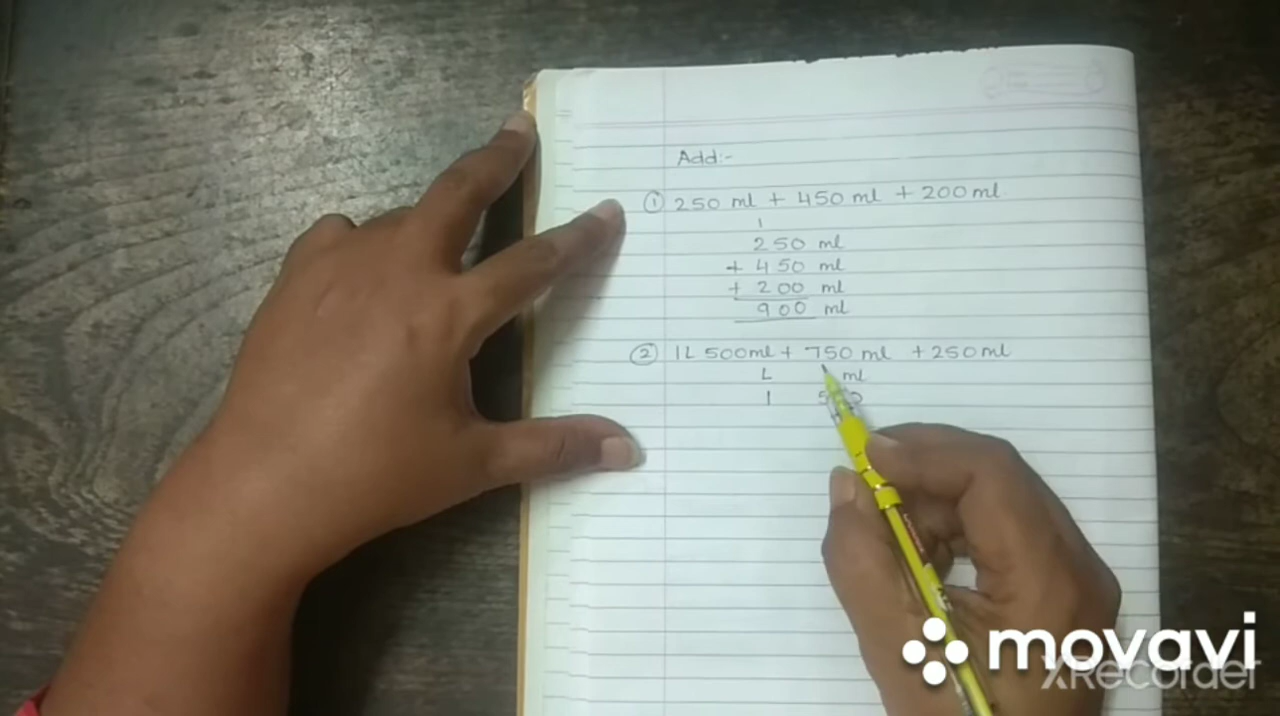 Add:-
① 250 ml + 450 ml + 200 ml
1
250 ml
+ 450 ml
+ 200 ml
900 ml
② 1L 500ml + 750 ml + 250 ml
L ml
1 500
movavi
XRecorder